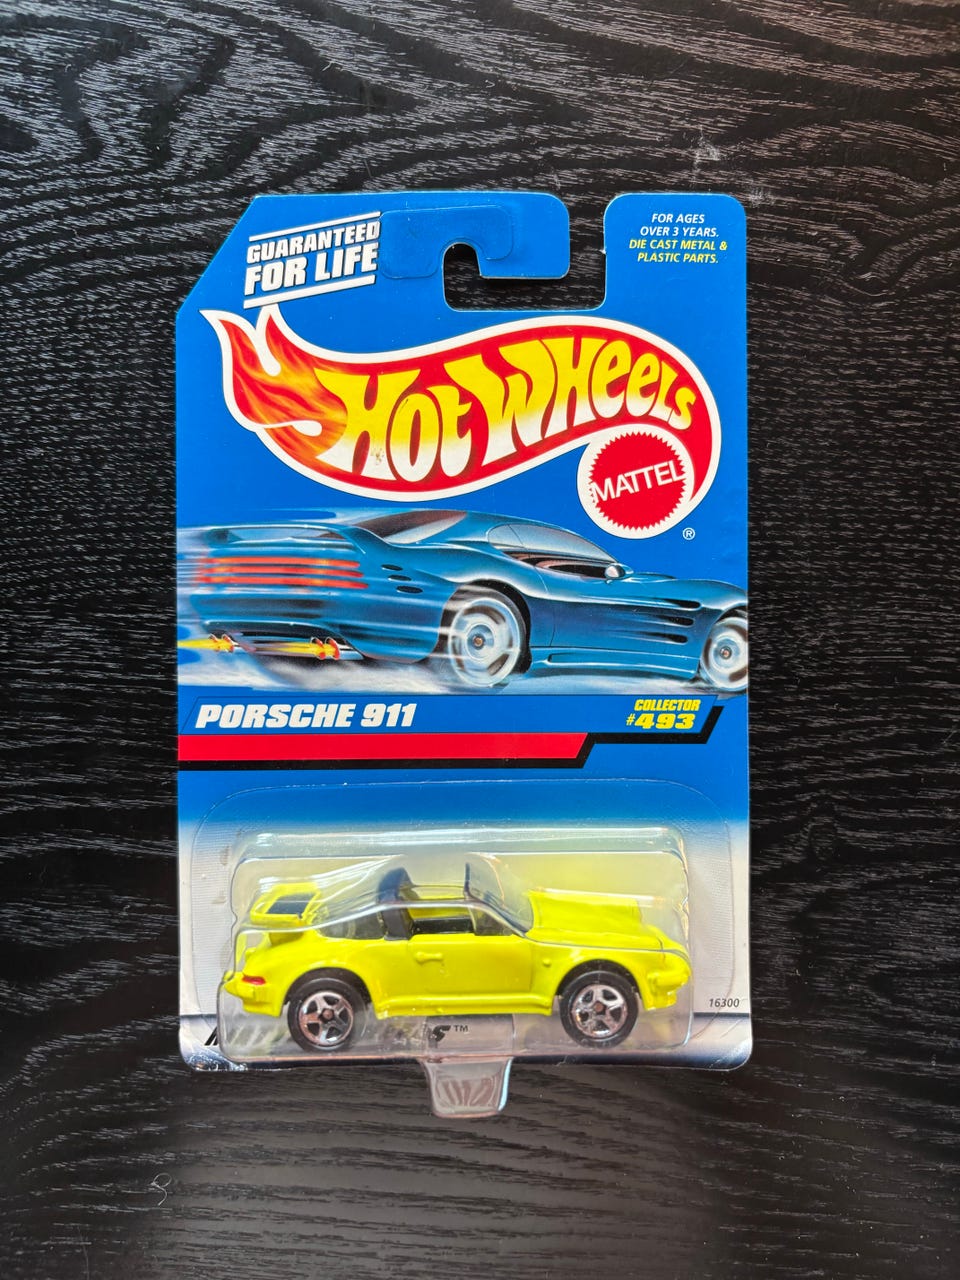 GUARANTEED
FOR LIFE
FOR AGES
OVER 3 YEARS.
DIE CAST METAL &
PLASTIC PARTS.
HOT WHEELS
MATTEL
®
PORSCHE 911
COLLECTOR
#493
16300
™